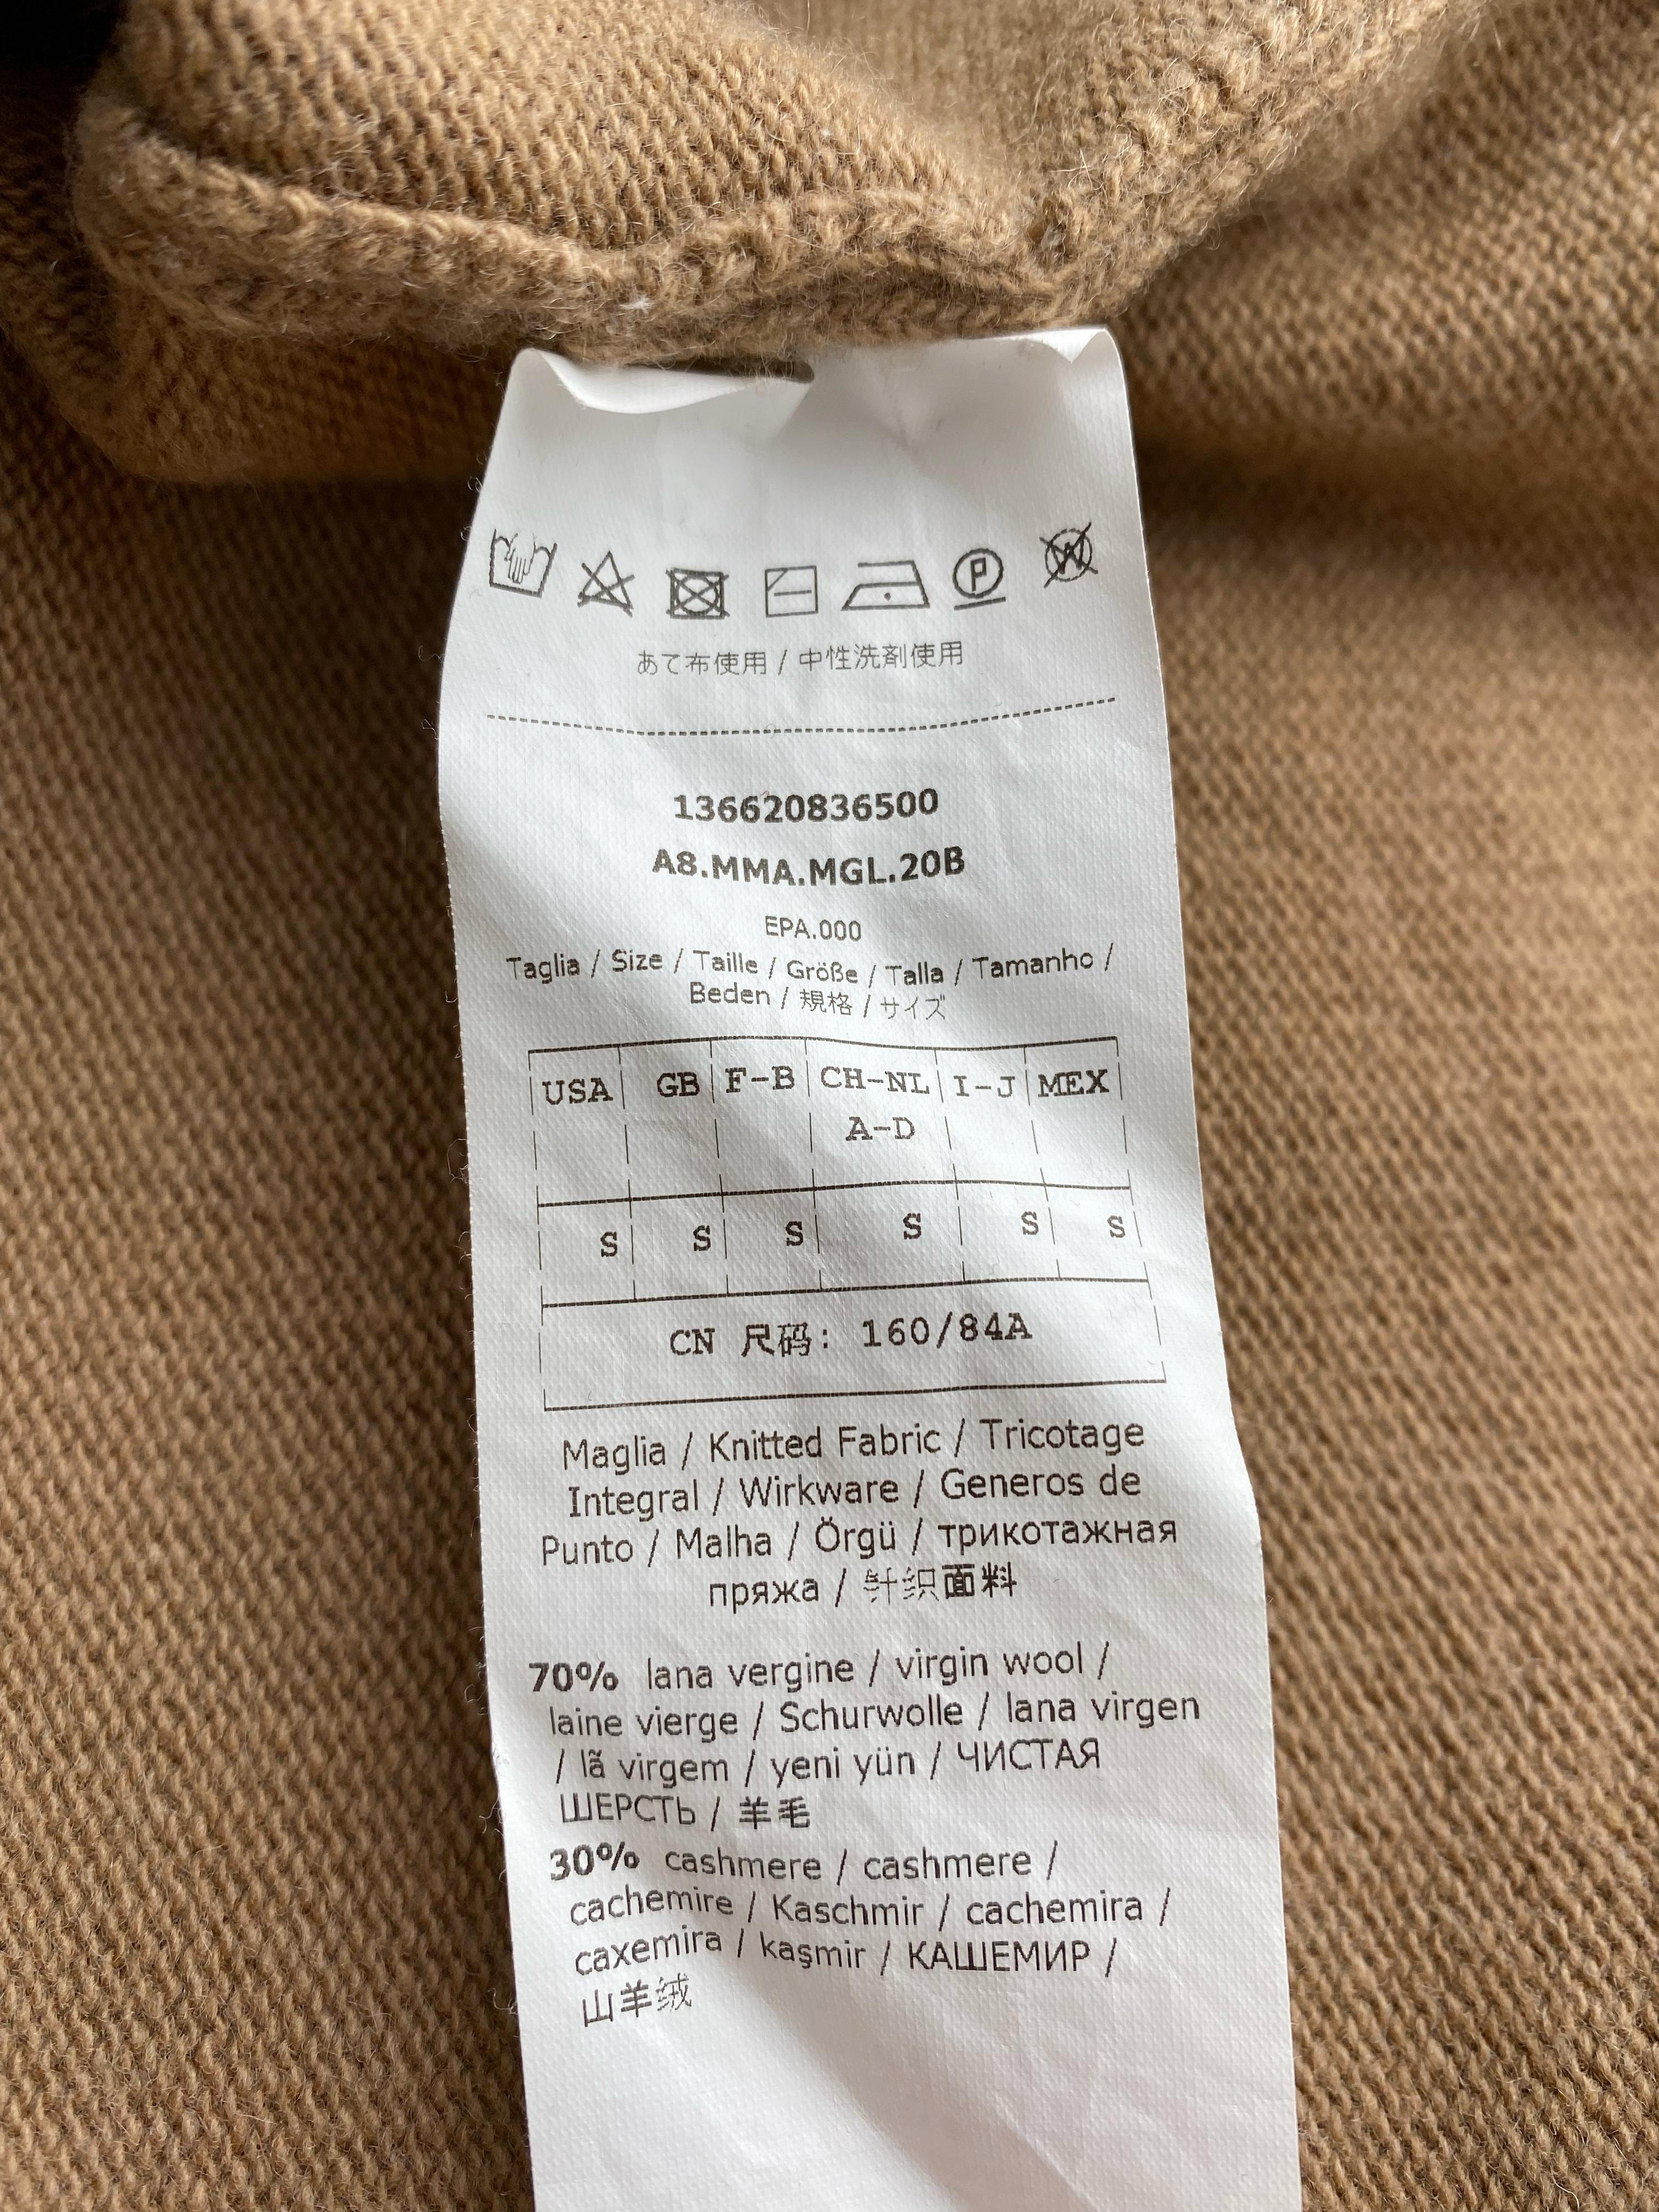 P W
あて布使用 / 中性洗剤使用
136620836500
A8.MMA.MGL.20B
EPA.000
Taglia / Size / Taille / Größe / Talla / Tamanho /
Beden / 規格 / サイズ
USA GB F-B CH-NL I-J MEX
A-D
S S S S S S
CN 尺码: 160/84A
Maglia / Knitted Fabric / Tricotage
Integral / Wirkware / Generos de
Punto / Malha / Örgü / трикотажная
пряжа / 针织面料
70% lana vergine / virgin wool /
laine vierge / Schurwolle / lana virgen
/ lã virgem / yeni yün / ЧИСТАЯ
ШЕРСТЬ / 羊毛
30% cashmere / cashmere /
cachemire / Kaschmir / cachemira /
caxemira / kaşmir / КАШЕМИР /
山羊绒